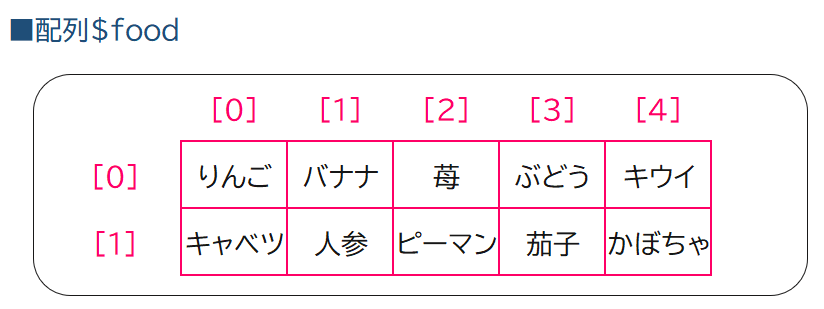 ■配列$food
[0] [1] [2] [3] [4]
[0] りんご バナナ 苺 ぶどう キウイ
[1] キャベツ 人参 ピーマン 茄子 かぼちゃ